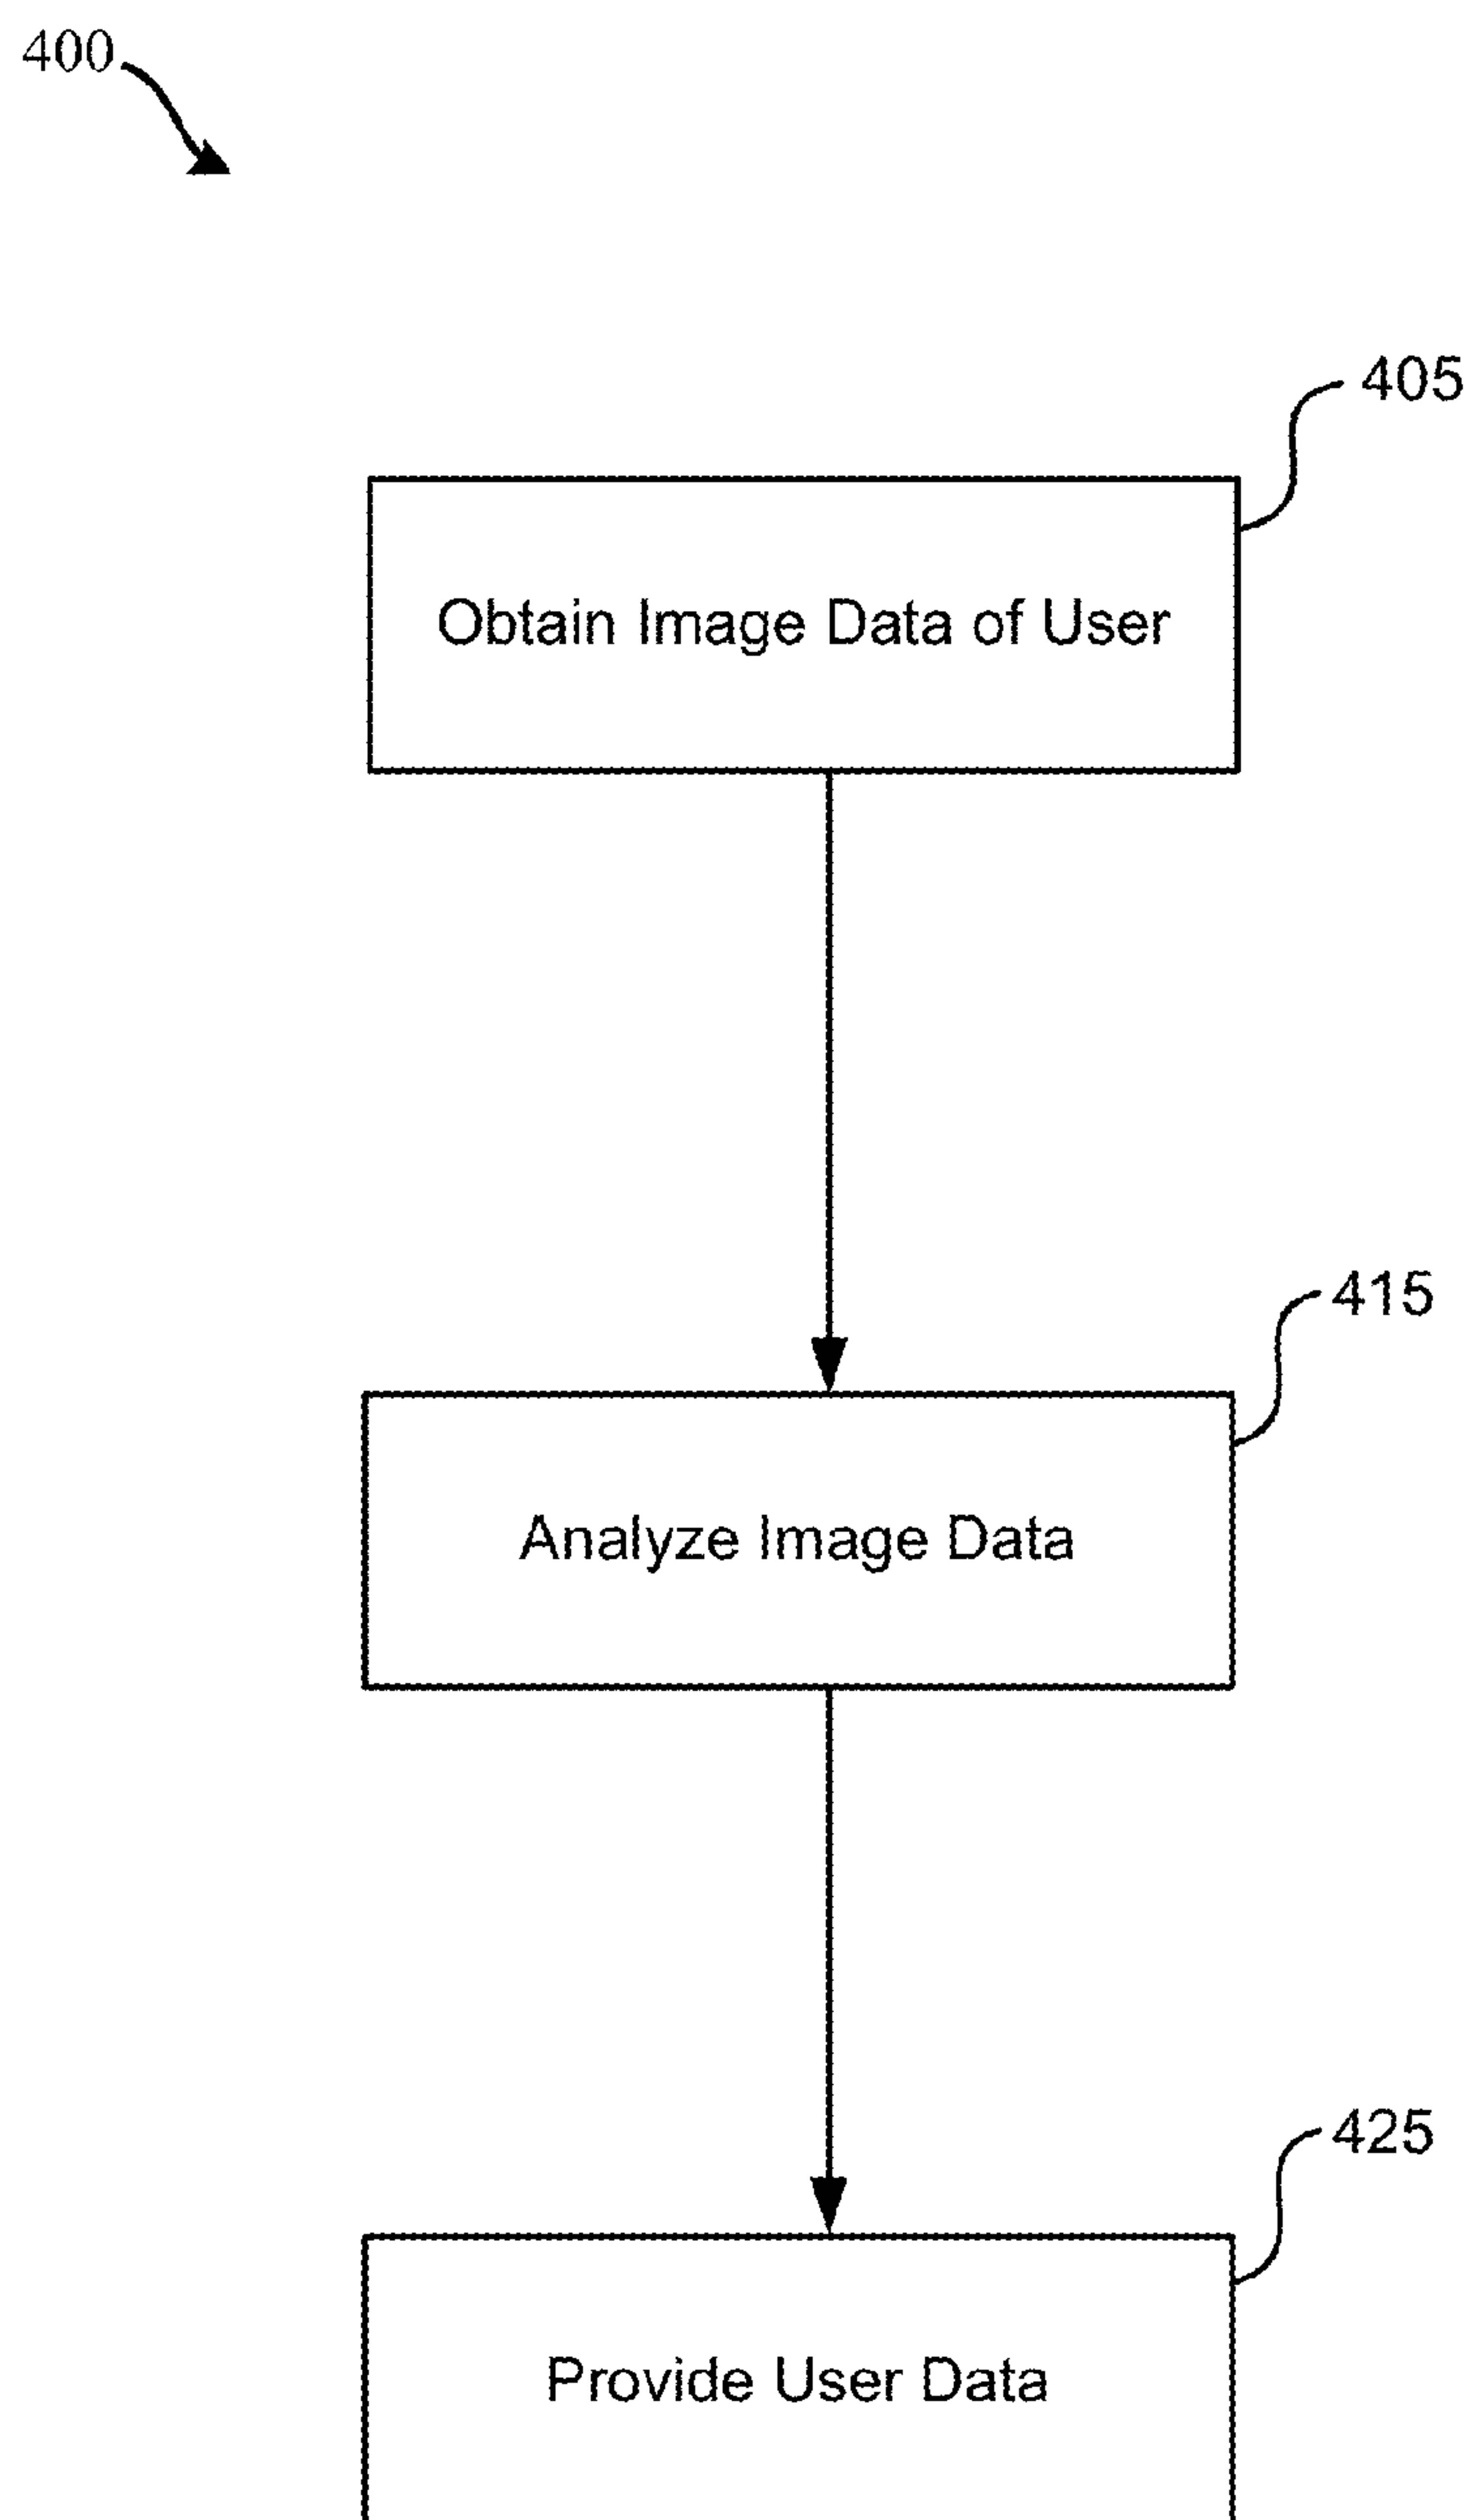 400
405
Obtain Image Data of User
415
Analyze Image Data
425
Provide User Data